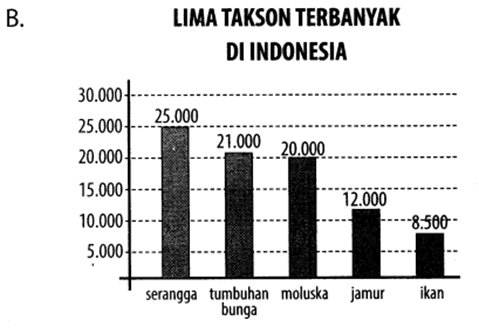 B.
LIMA TAKSON TERBANYAK
DI INDONESIA
30.000
25.000
20.000
15.000
10.000
5.000
25.000
21.000
20.000
12.000
8.500
serangga
tumbuhan
bunga
moluska
jamur
ikan